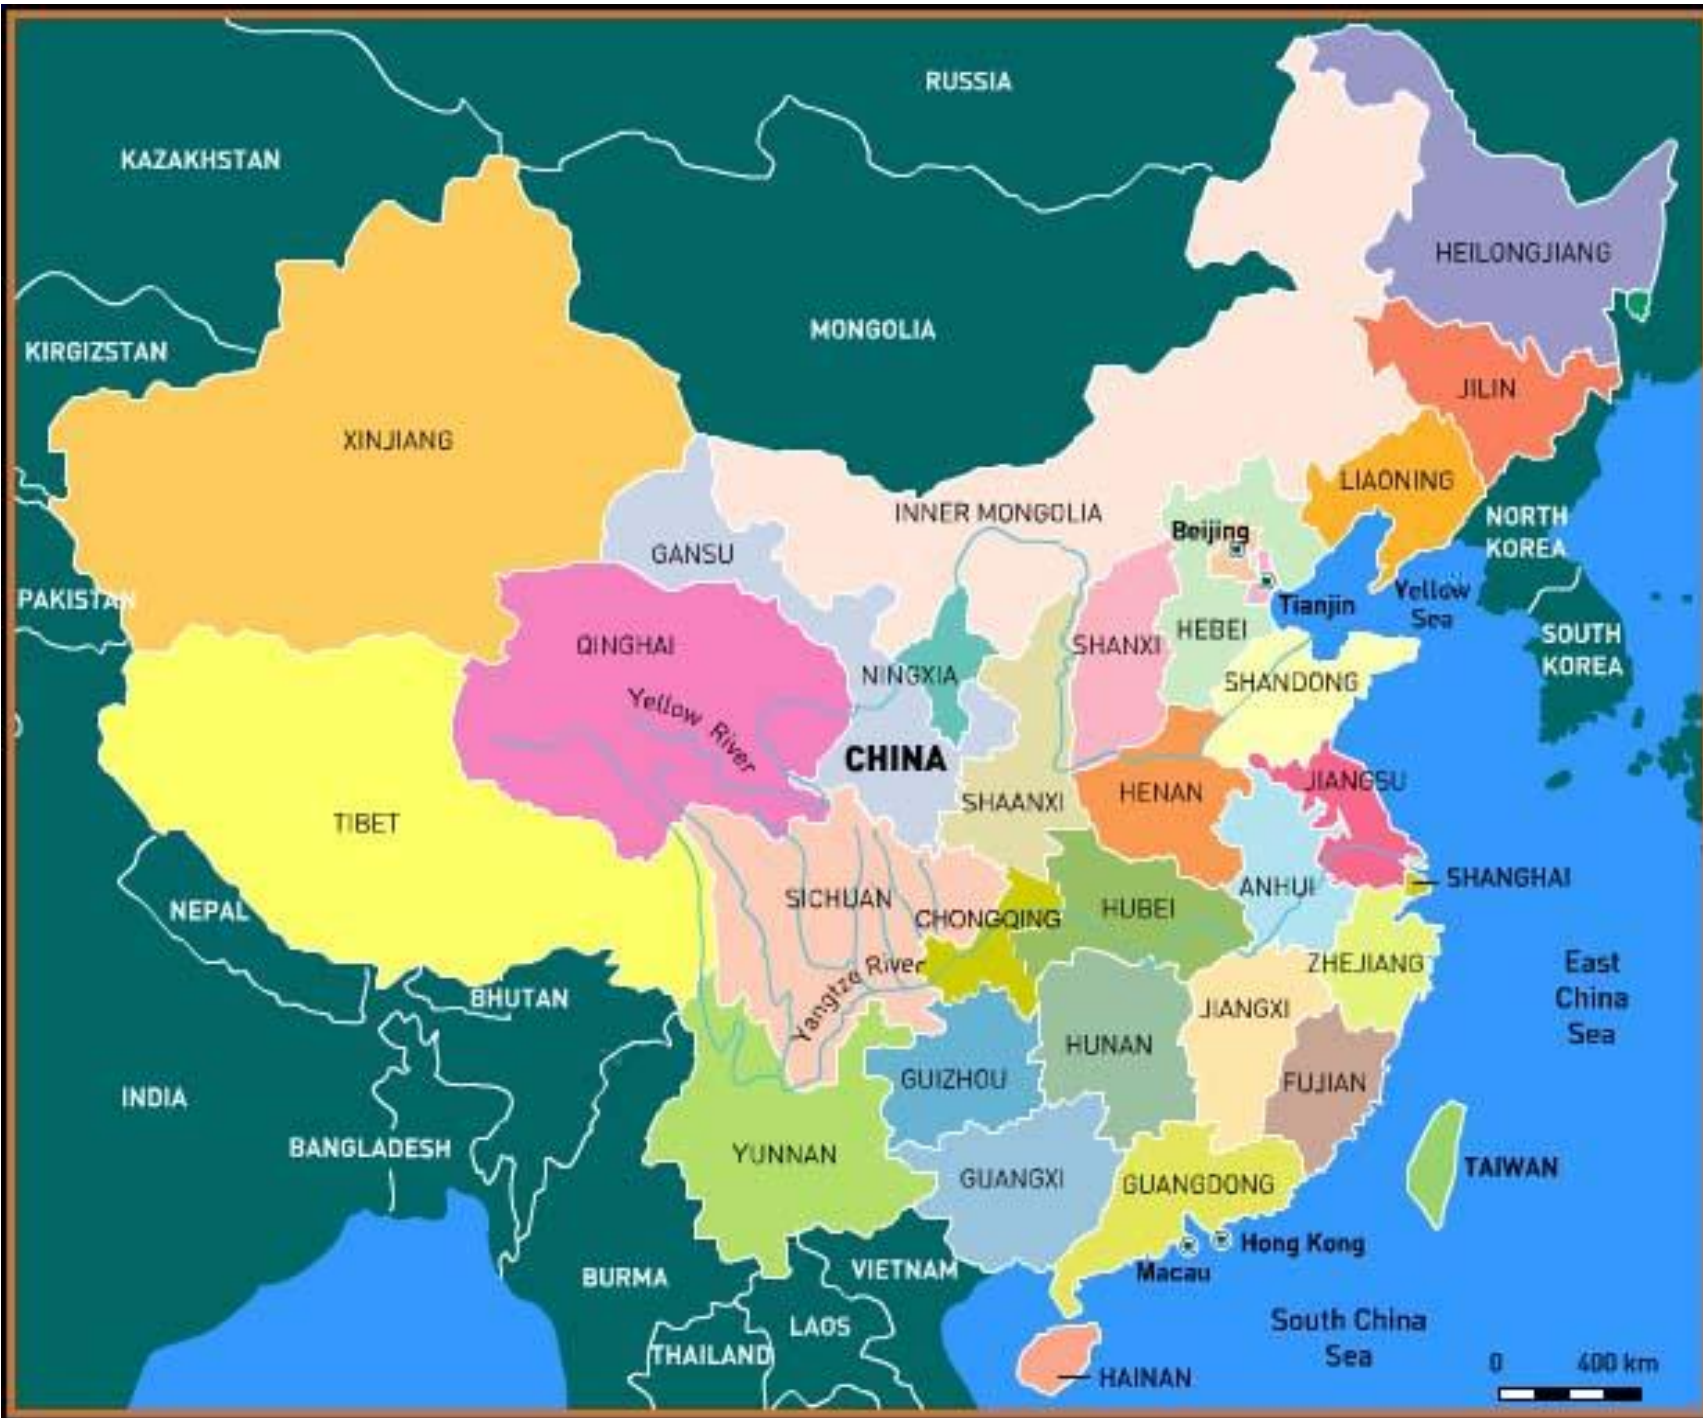 RUSSIA
KAZAKHSTAN
HEILONGJIANG
MONGOLIA
KIRGIZSTAN
JILIN
XINJIANG
LIAONING
INNER MONGOLIA
NORTH
KOREA
Beijing
GANSU
PAKISTAN
Tianjin
Yellow
Sea
QINGHAI
HEBEI
SHANXI
SOUTH
KOREA
NINGXIA
SHANDONG
Yellow River
CHINA
JIANGSU
HENAN
SHAANXI
TIBET
SHANGHAI
ANHUI
SICHUAN
HUBEI
CHONGQING
NEPAL
ZHEJIANG
Yangtze River
East
China
Sea
BHUTAN
JIANGXI
HUNAN
GUIZHOU
FUJIAN
INDIA
BANGLADESH
YUNNAN
TAIWAN
GUANGXI
GUANGDONG
Hong Kong
Macau
VIETNAM
BURMA
LAOS
South China
Sea
THAILAND
0 400 km
HAINAN